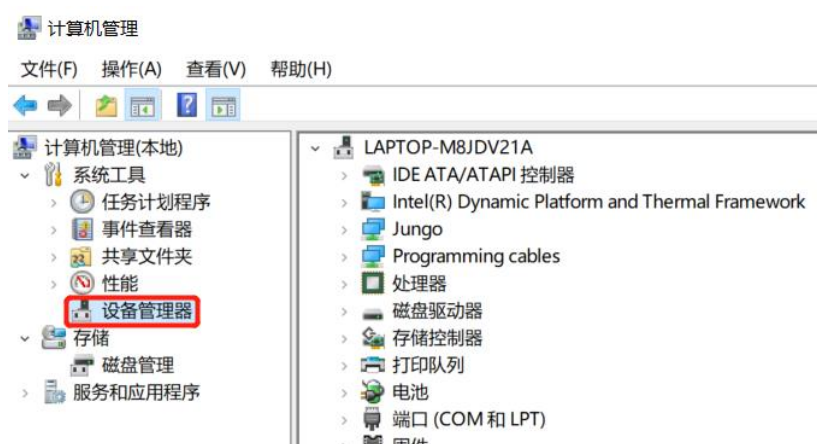 计算机管理
文件(F) 操作(A) 查看(V) 帮助(H)
计算机管理(本地)
系统工具
任务计划程序
事件查看器
共享文件夹
性能
设备管理器
存储
磁盘管理
服务和应用程序
LAPTOP-M8JDV21A
IDE ATA/ATAPI 控制器
Intel(R) Dynamic Platform and Thermal Framework
Jungo
Programming cables
处理器
磁盘驱动器
存储控制器
打印队列
电池
端口 (COM 和 LPT)